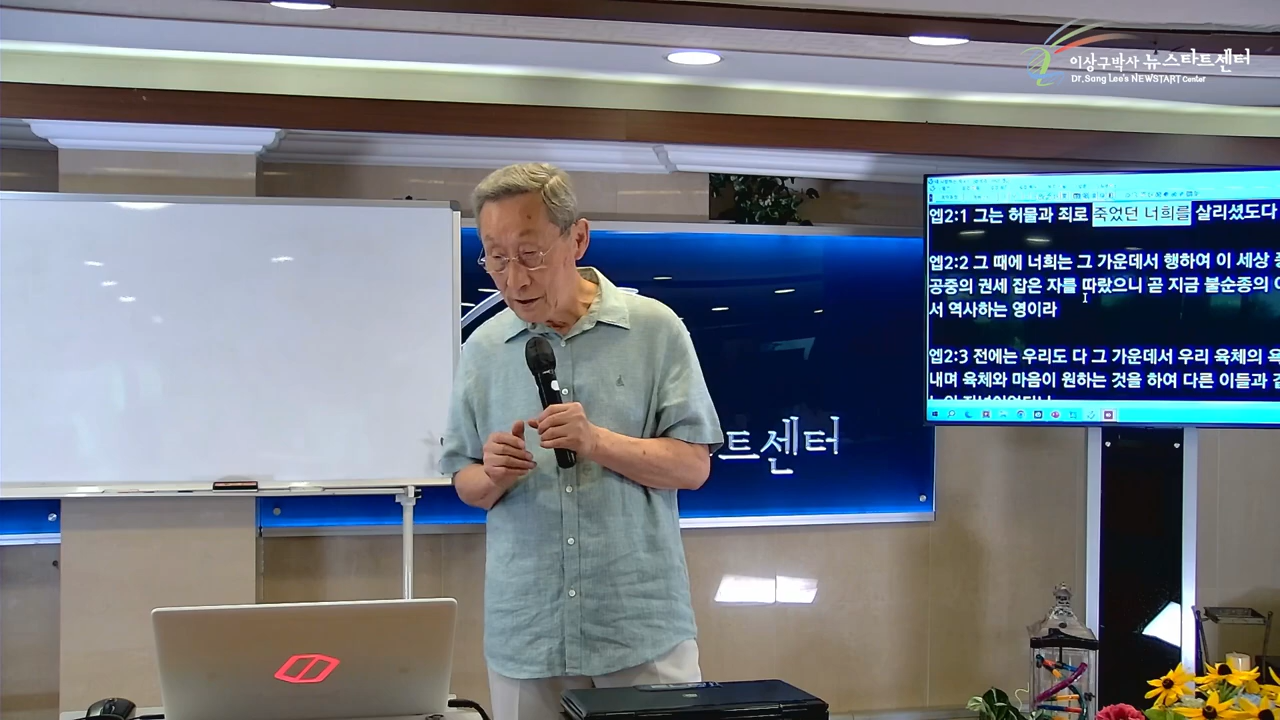 이상구박사 뉴스타트센터
Dr. Sang Lee's NEWSTART Center
엡2:1 그는 허물과 죄로 죽었던 너희를 살리셨도다
엡2:2 그 때에 너희는 그 가운데서 행하여 이 세상
공중의 권세 잡은 자를 따랐으니 곧 지금 불순종의
서 역사하는 영이라
엡2:3 전에는 우리도 다 그 가운데서 우리 육체의
내며 육체와 마음이 원하는 것을 하여 다른 이들과
트센터